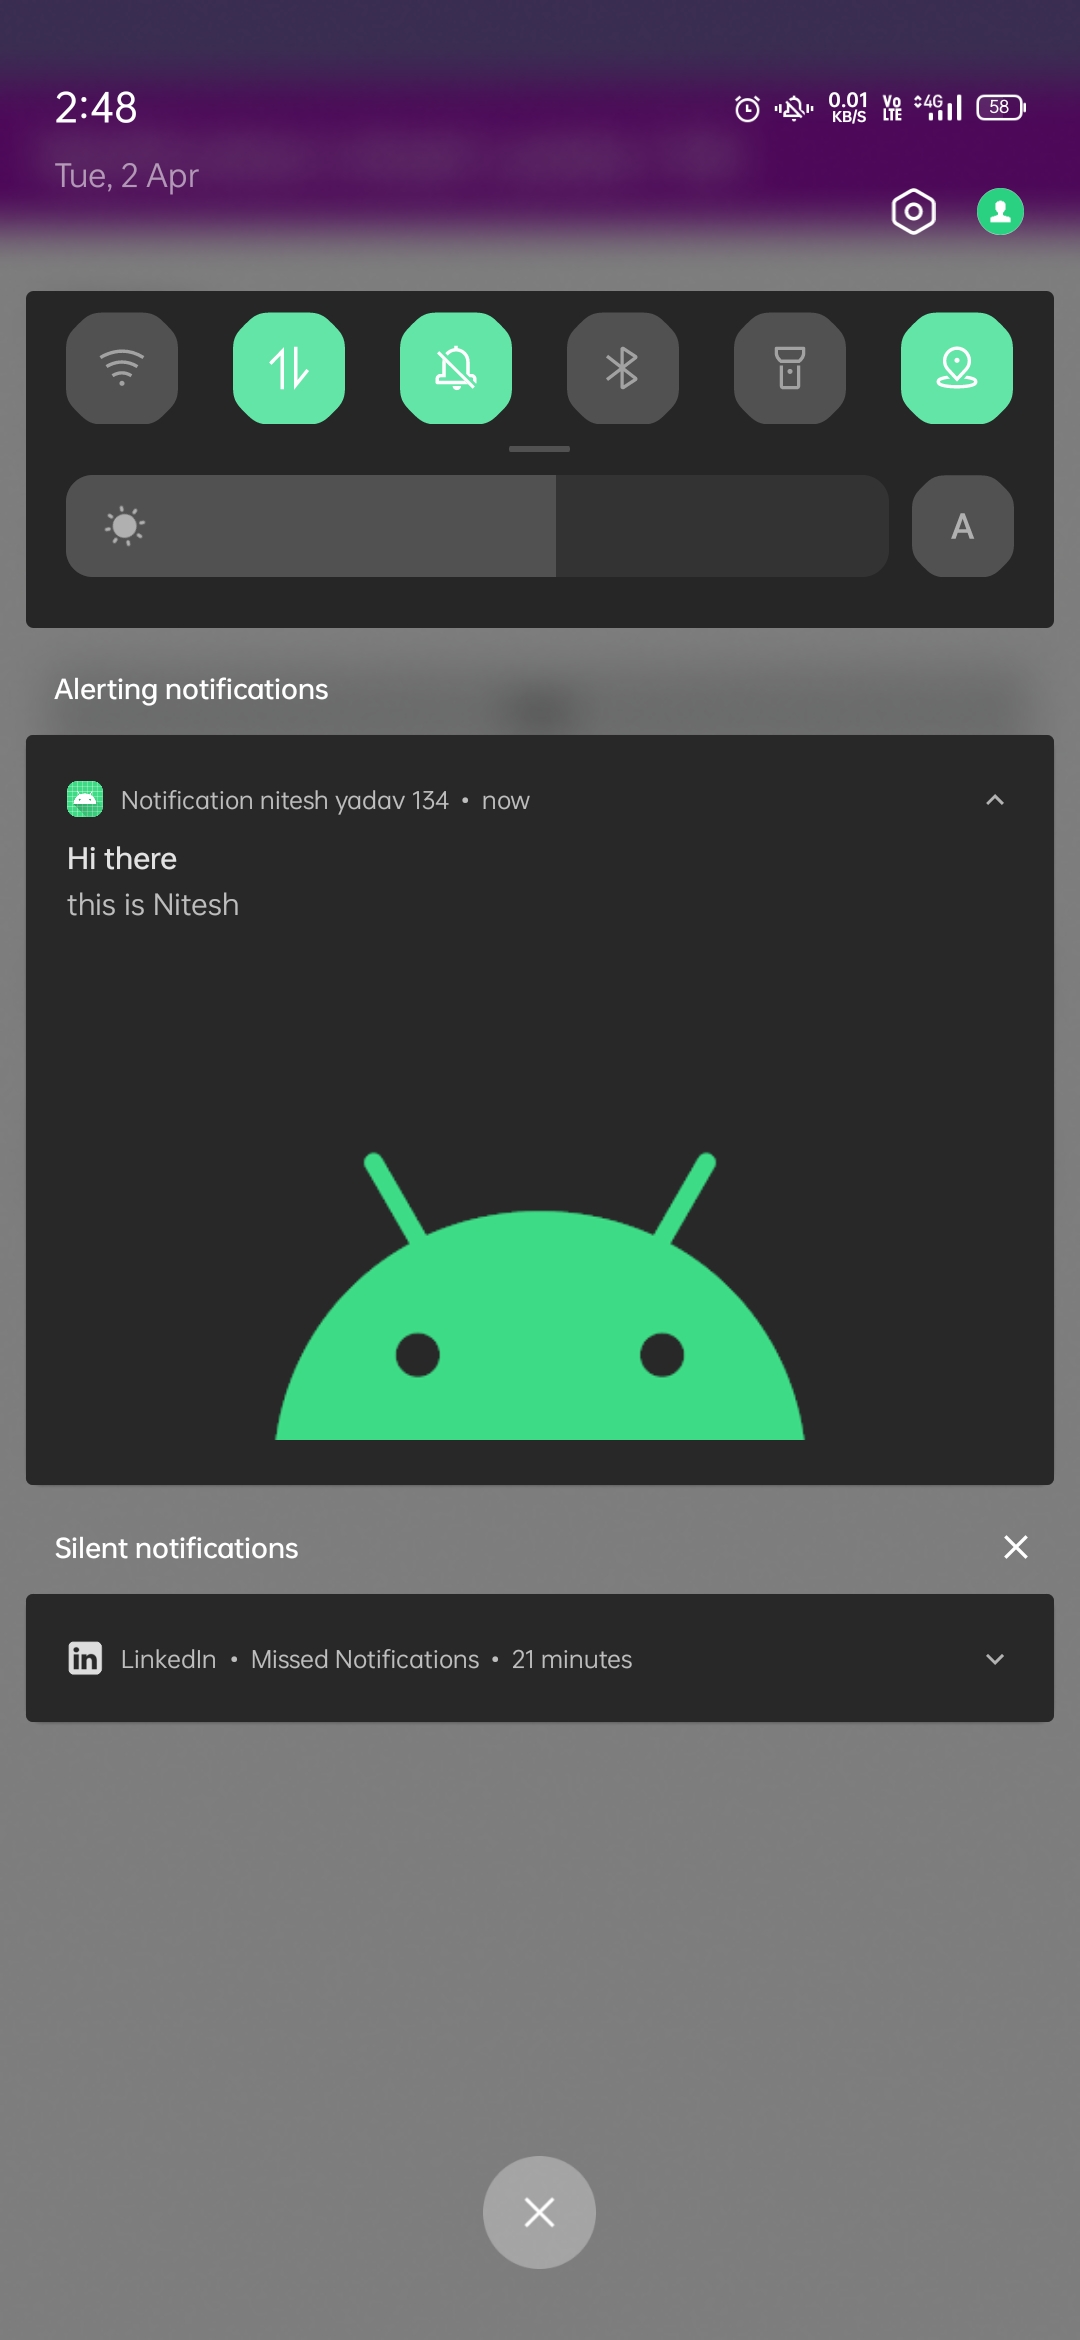 2:48
0.01 KB/S Vo LTE 4G 58
Tue, 2 Apr
A
Alerting notifications
Notification nitesh yadav 134 • now
Hi there
this is Nitesh
Silent notifications
in LinkedIn • Missed Notifications • 21 minutes